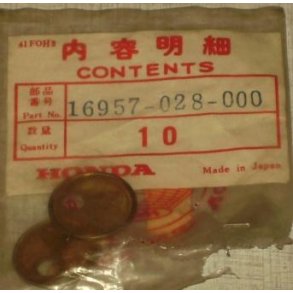 41FOH8
内容明細
CONTENTS
部品番号 Part No. 16957-028-000
数量 Quantity 10
HONDA Made in Japan